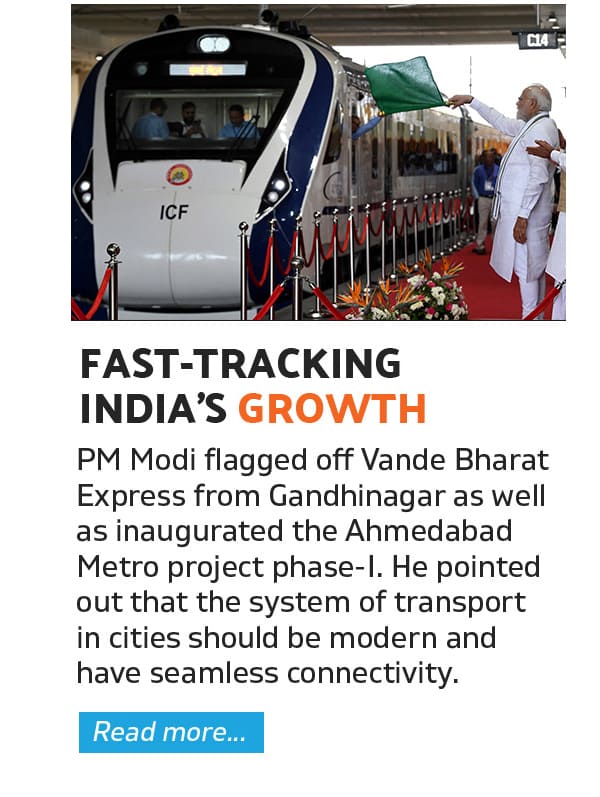 C14
ICF
FAST-TRACKING
INDIA'S GROWTH
PM Modi flagged off Vande Bharat
Express from Gandhinagar as well
as inaugurated the Ahmedabad
Metro project phase-I. He pointed
out that the system of transport
in cities should be modern and
have seamless connectivity.
Read more...